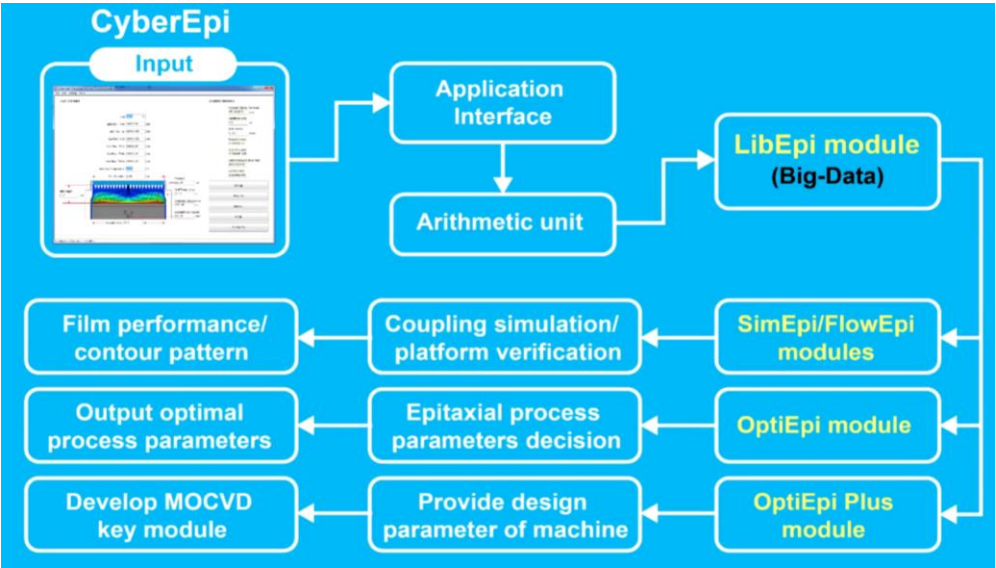 CyberEpi
Input
Application
Interface
Arithmetic unit
LibEpi module
(Big-Data)
Film performance/
contour pattern
Coupling simulation/
platform verification
SimEpi/FlowEpi
modules
Output optimal
process parameters
Epitaxial process
parameters decision
OptiEpi module
Develop MOCVD
key module
Provide design
parameter of machine
OptiEpi Plus
module